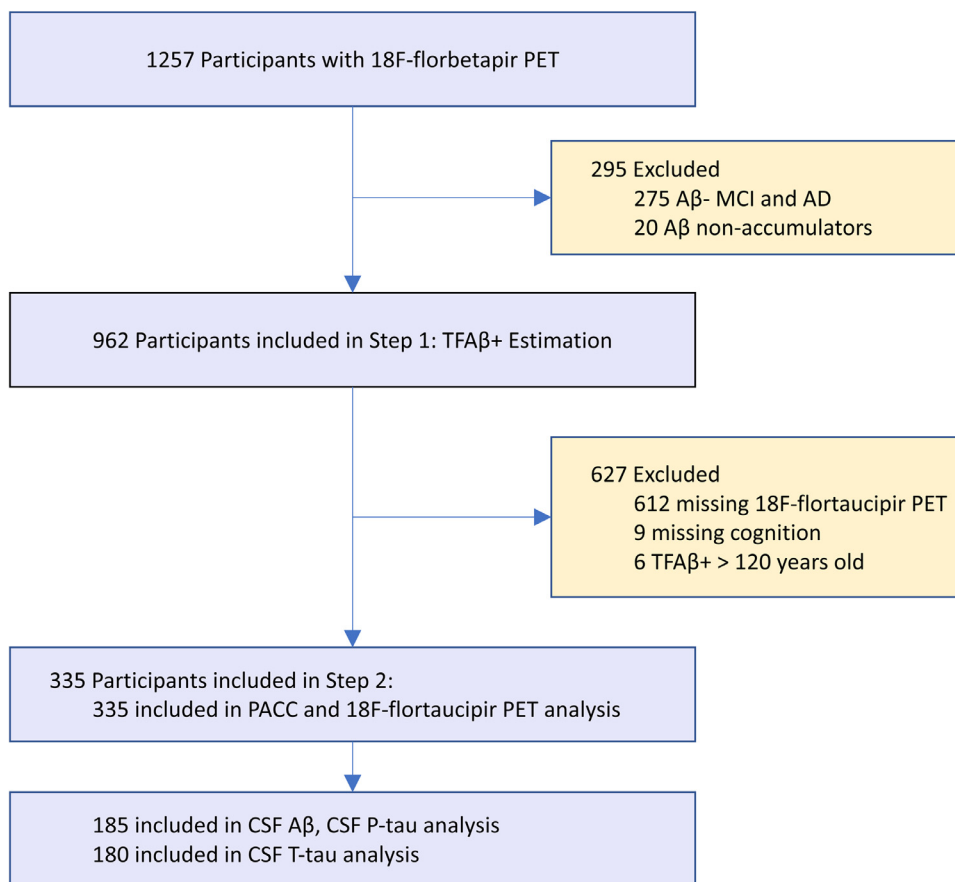 1257 Participants with 18F-florbetapir PET
295 Excluded
275 Aβ- MCI and AD
20 Aβ non-accumulators
962 Participants included in Step 1: TFAβ+ Estimation
627 Excluded
612 missing 18F-flortaucipir PET
9 missing cognition
6 TFAβ+ > 120 years old
335 Participants included in Step 2:
335 included in PACC and 18F-flortaucipir PET analysis
185 included in CSF Aβ, CSF P-tau analysis
180 included in CSF T-tau analysis